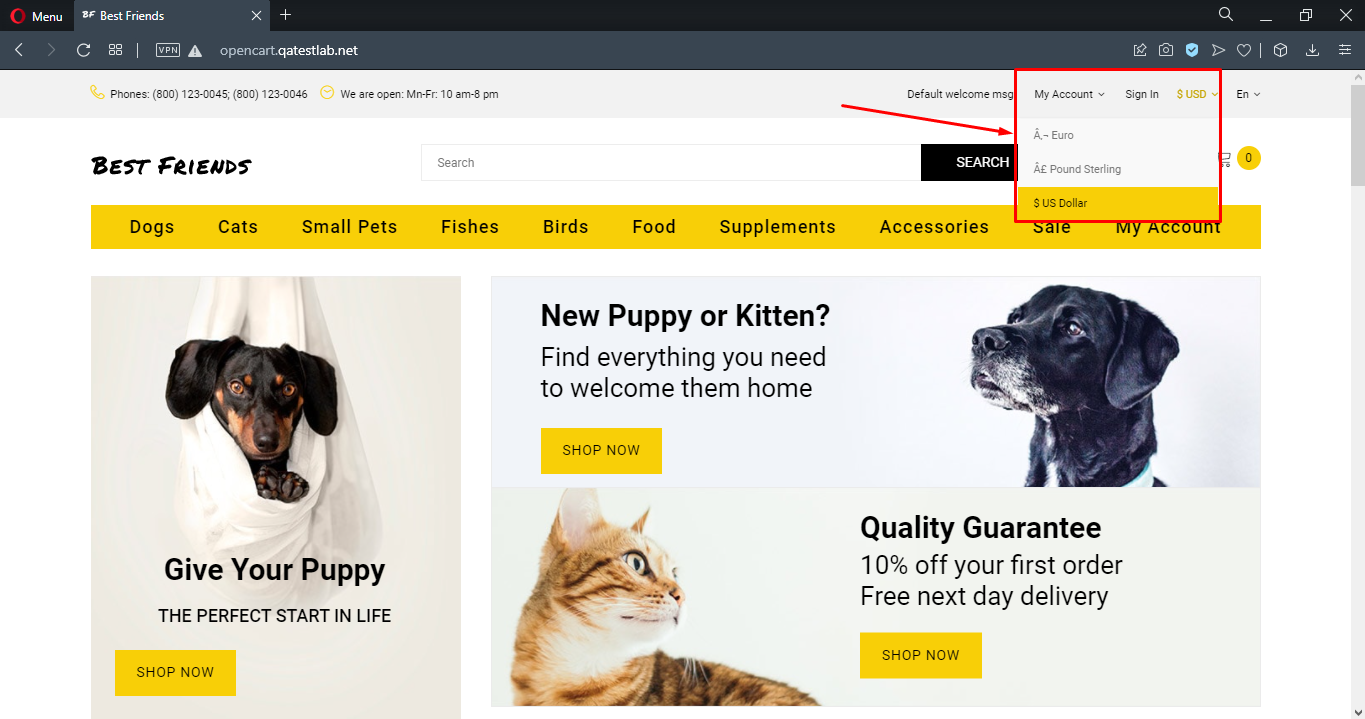 Menu
BF Best Friends
VPN
opencart.qatestlab.net
Phones: (800) 123-0045; (800) 123-0046
We are open: Mn-Fr: 10 am-8 pm
Default welcome msg
My Account
Sign In
$ USD
En
Â‚¬ Euro
Â£ Pound Sterling
$ US Dollar
BEST FRIENDS
Search
SEARCH
0
Dogs
Cats
Small Pets
Fishes
Birds
Food
Supplements
Accessories
Sale
My Account
Give Your Puppy
THE PERFECT START IN LIFE
SHOP NOW
New Puppy or Kitten?
Find everything you need
to welcome them home
SHOP NOW
Quality Guarantee
10% off your first order
Free next day delivery
SHOP NOW